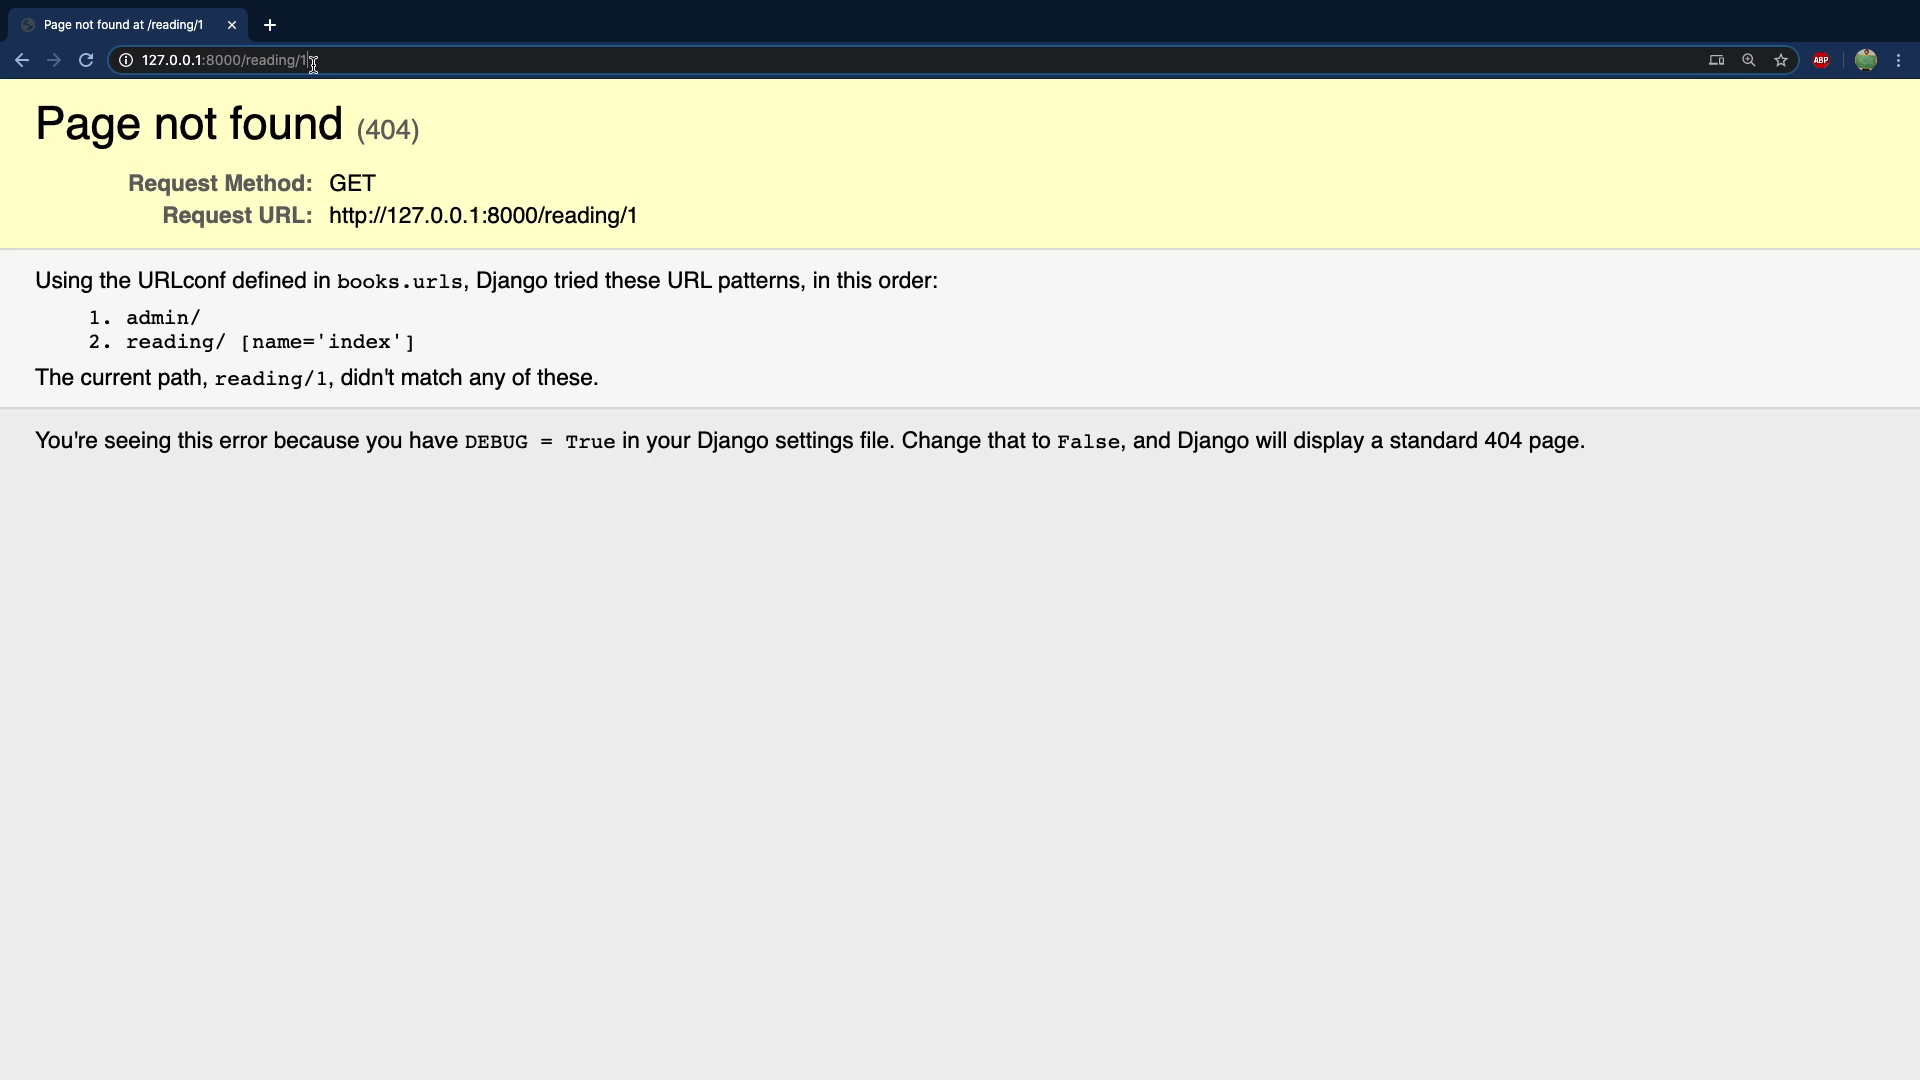 Page not found at /reading/1
127.0.0.1:8000/reading/1
ABP
Page not found (404)
Request Method: GET
Request URL: http://127.0.0.1:8000/reading/1
Using the URLconf defined in books.urls, Django tried these URL patterns, in this order:
1. admin/
2. reading/ [name='index']
The current path, reading/1, didn't match any of these.
You're seeing this error because you have DEBUG = True in your Django settings file. Change that to False, and Django will display a standard 404 page.